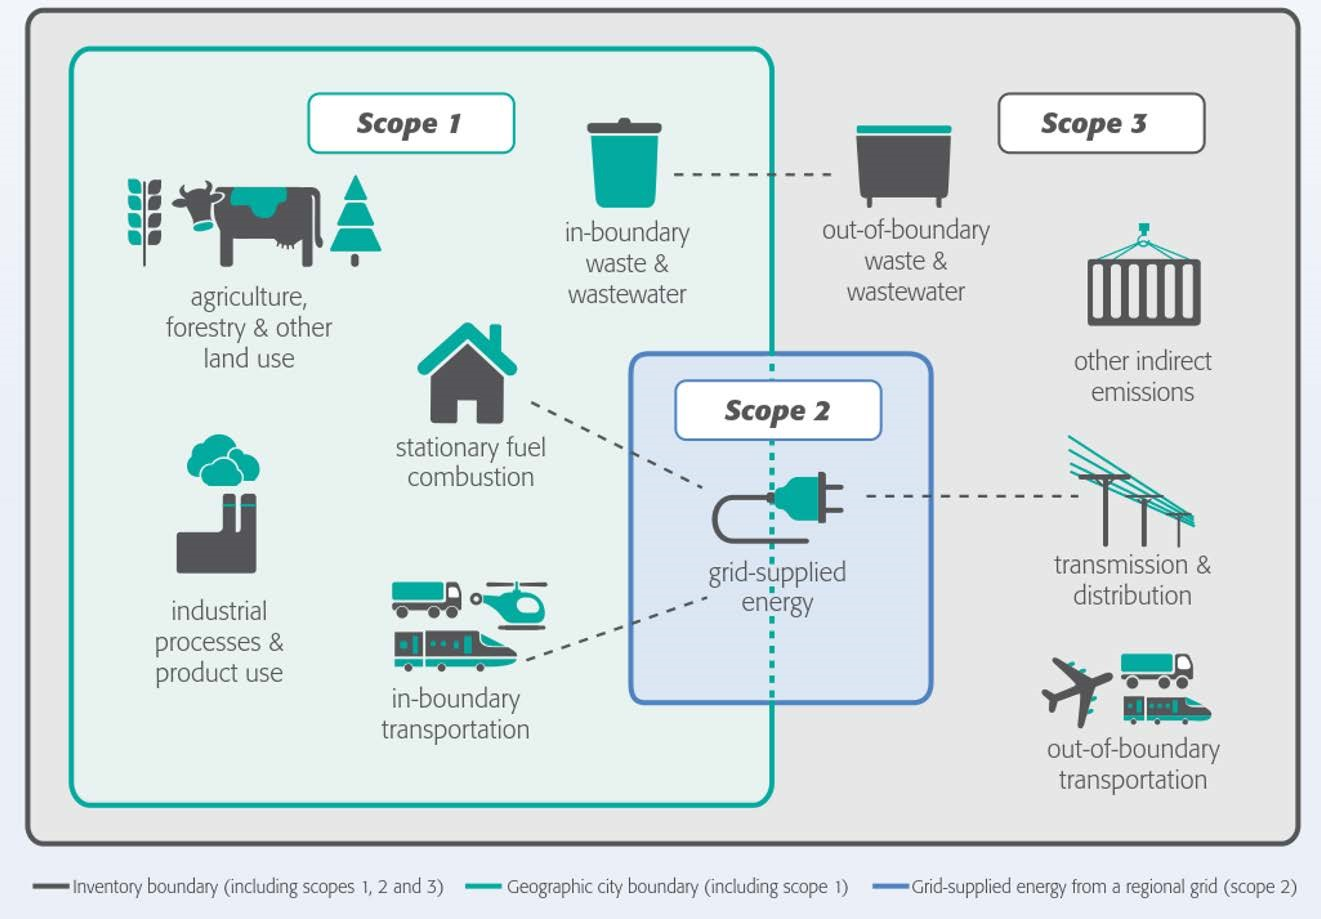 Scope 1
Scope 3
in-boundary
waste &
wastewater
out-of-boundary
waste &
wastewater
agriculture,
forestry & other
land use
other indirect
emissions
stationary fuel
combustion
Scope 2
grid-supplied
energy
transmission &
distribution
industrial
processes &
product use
in-boundary
transportation
out-of-boundary
transportation
Inventory boundary (including scopes 1, 2 and 3)
Geographic city boundary (including scope 1)
Grid-supplied energy from a regional grid (scope 2)